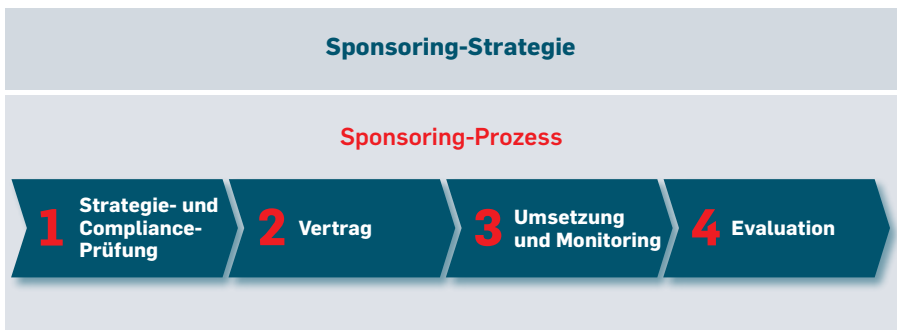 Sponsoring-Strategie
Sponsoring-Prozess
1
Strategie- und
Compliance-
Prüfung
2
Vertrag
3
Umsetzung
und Monitoring
4
Evaluation